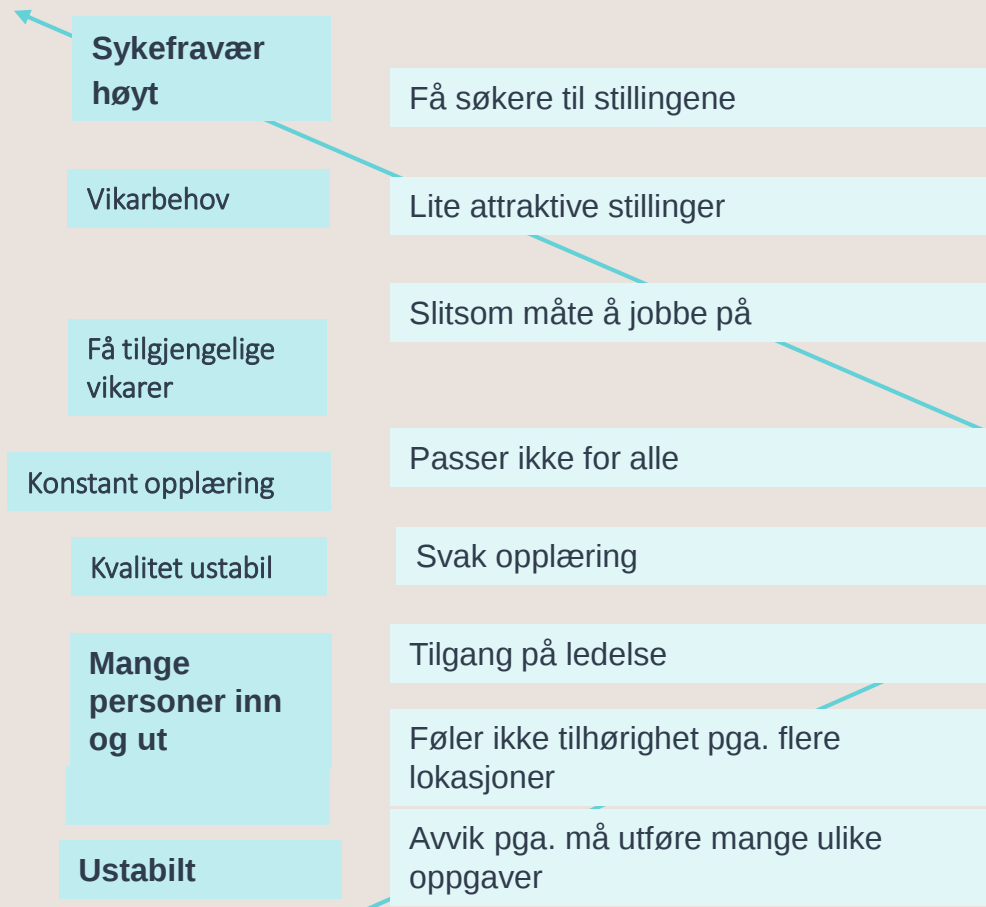 Sykefravær
høyt
Vikarbehov
Få tilgjengelige
vikarer
Konstant opplæring
Kvalitet ustabil
Mange
personer inn
og ut
Ustabilt
Få søkere til stillingene
Lite attraktive stillinger
Slitsom måte å jobbe på
Passer ikke for alle
Svak opplæring
Tilgang på ledelse
Føler ikke tilhørighet pga. flere
lokasjoner
Avvik pga. må utføre mange ulike
oppgaver